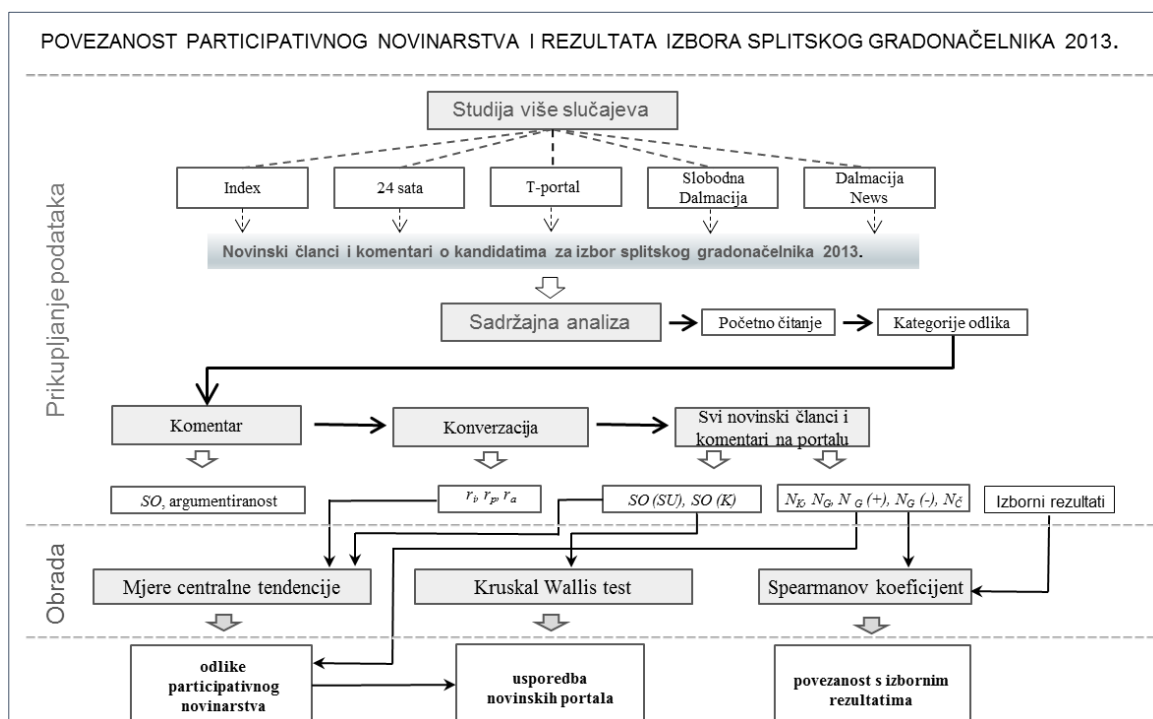 POVEZANOST PARTICIPATIVNOG NOVINARSTVA I REZULTATA IZBORA SPLITSKOG GRADONAČELNIKA 2013.
Prikupljanje podataka
Studija više slučajeva
Index
24 sata
T-portal
Slobodna
Dalmacija
Dalmacija
News
Novinski članci i komentari o kandidatima za izbor splitskog gradonačelnika 2013.
Sadržajna analiza
Početno čitanje
Kategorije odlika
Komentar
Konverzacija
Svi novinski članci i
komentari na portalu
SO, argumentiranost
r_i, r_p, r_a
SO (SU), SO (K)
N_K, N_G, N_G (+), N_G (-), N_Č
Izborni rezultati
Obrada
Mjere centralne tendencije
Kruskal Wallis test
Spearmanov koeficijent
odlike
participativnog
novinarstva
usporedba
novinskih portala
povezanost s izbornim
rezultatima